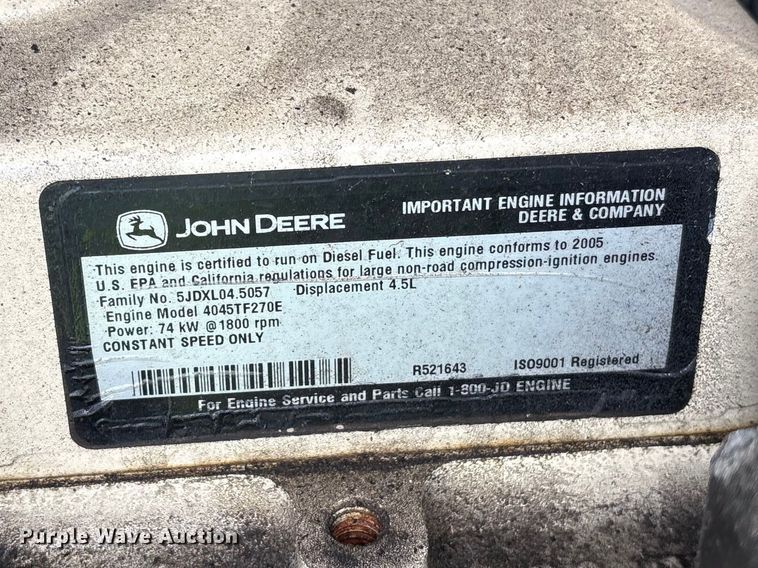 JOHN DEERE
IMPORTANT ENGINE INFORMATION
DEERE & COMPANY
This engine is certified to run on Diesel Fuel. This engine conforms to 2005
U.S. EPA and California regulations for large non-road compression-ignition engines.
Family No. 5JDXL04.5057 Displacement 4.5L
Engine Model 4045TF270E
Power: 74 kW @1800 rpm
CONSTANT SPEED ONLY
R521643 ISO9001 Registered
For Engine Service and Parts Call 1-800-JD ENGINE
Purple Wave Auction